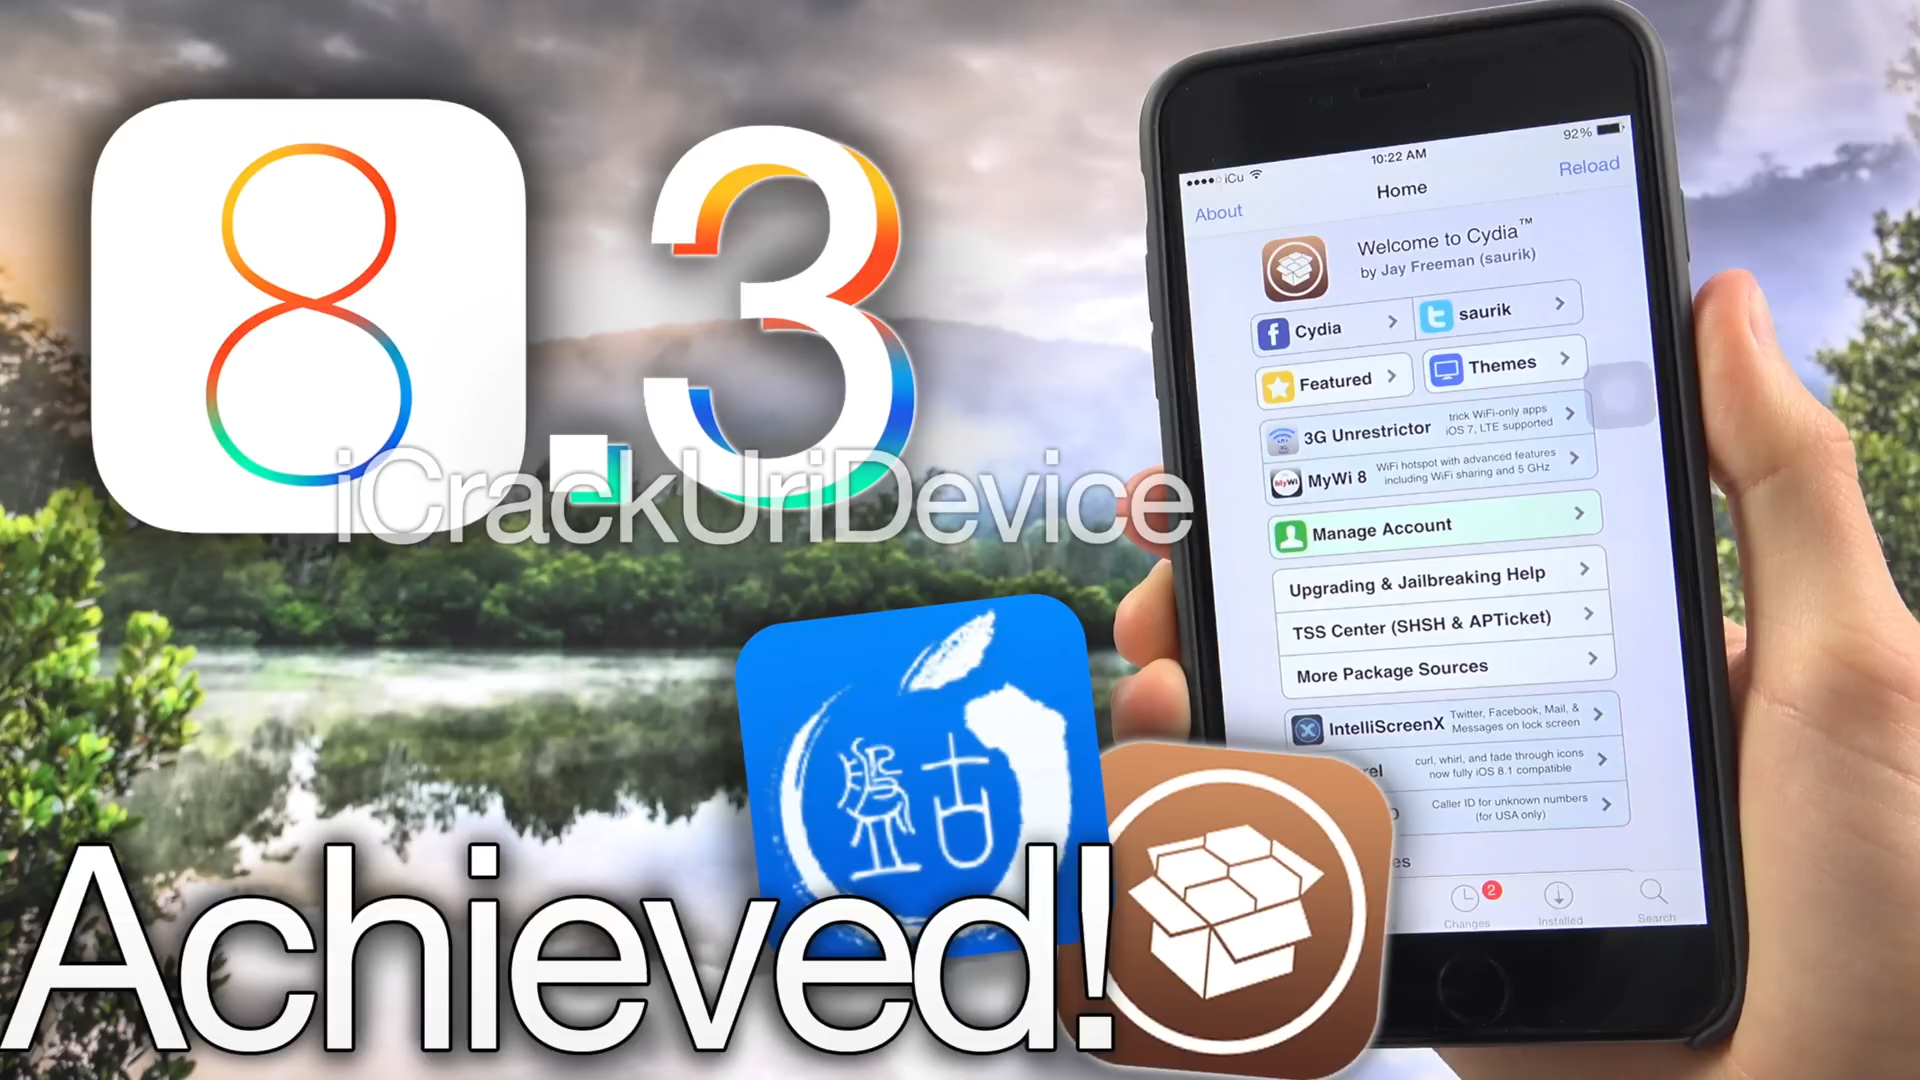 8.3
iCrackUriDevice
盤古
Achieved!
iCu
10:22 AM
92%
About
Home
Reload
Welcome to Cydia™
by Jay Freeman (saurik)
Cydia
saurik
Featured
Themes
3G Unrestrictor
trick WiFi-only apps
iOS 7, LTE supported
MyWi
MyWi 8
WiFi hotspot with advanced features
including WiFi sharing and 5 GHz
Manage Account
Upgrading & Jailbreaking Help
TSS Center (SHSH & APTicket)
More Package Sources
IntelliScreenX
Twitter, Facebook, Mail, &
Messages on lock screen
rel
curl, whirl, and fade through icons
now fully iOS 8.1 compatible
Caller ID for unknown numbers
(for USA only)
es
2
Changes
Installed
Search